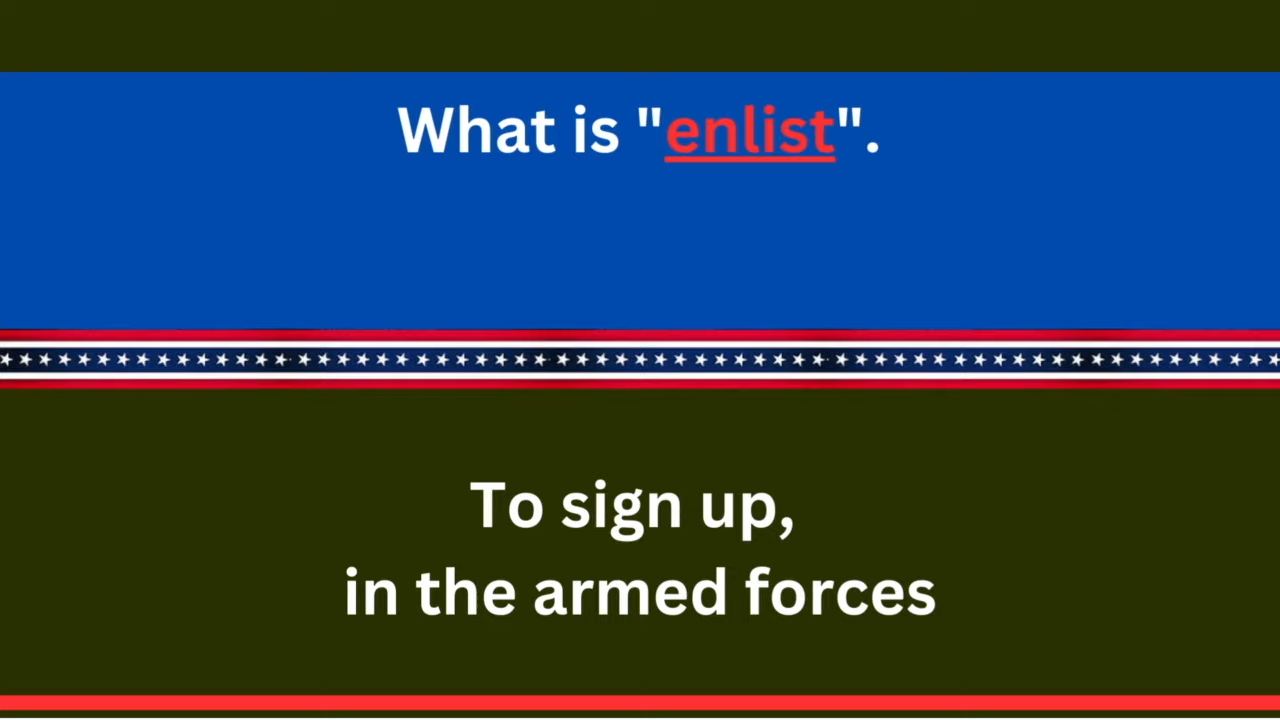 What is "enlist".
To sign up,
in the armed forces